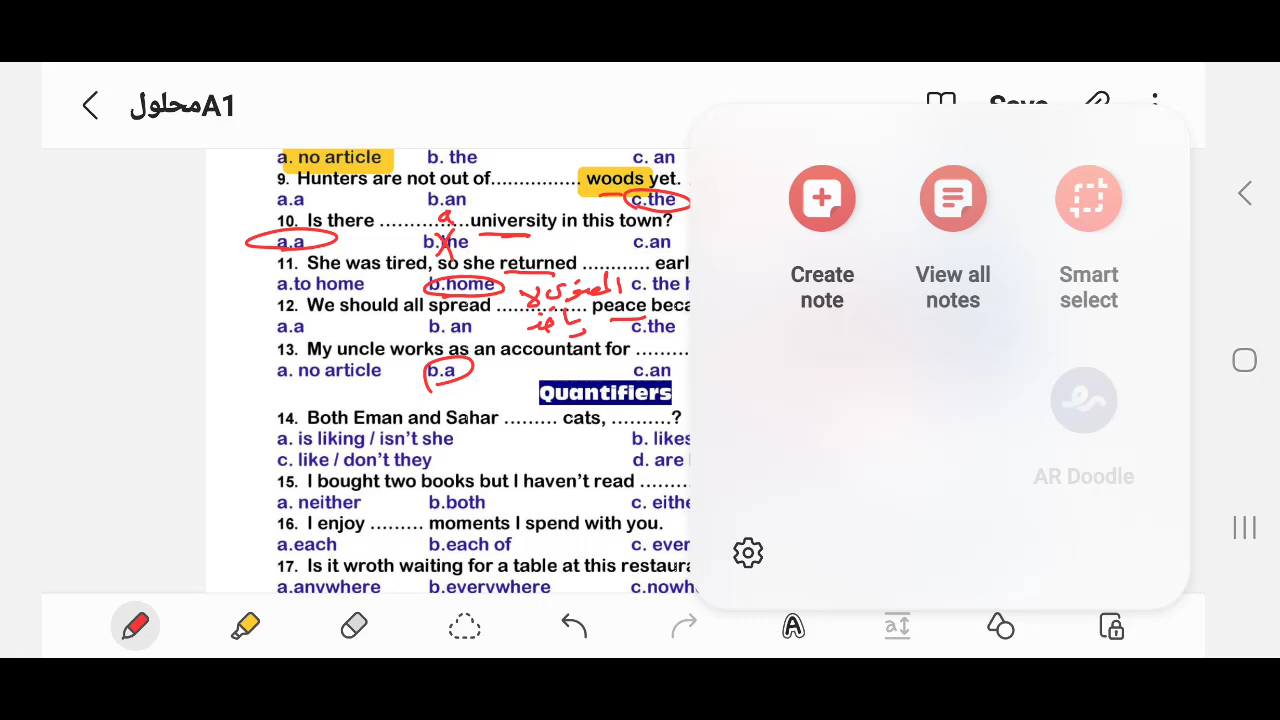 محلول A1
Save
a. no article b. the c. an
9. Hunters are not out of................ woods yet.
a.a b.an c.the
a
10. Is there ................university in this town?
a.a b.the c.an
11. She was tired, so she returned ........... earl
a.to home b.home c. the h
12. We should all spread ..................... peace beca
a.a b. an c.the
13. My uncle works as an accountant for .........
a. no article b.a c.an
Quantifiers
14. Both Eman and Sahar ......... cats, ..........?
a. is liking / isn't she b. likes
c. like / don't they d. are
15. I bought two books but I haven't read ........
a. neither b.both c. eithe
16. I enjoy ......... moments I spend with you.
a.each b.each of c. ever
17. Is it wroth waiting for a table at this restaura
a.anywhere b.everywhere c.nowh
Create note
View all notes
Smart select
AR Doodle